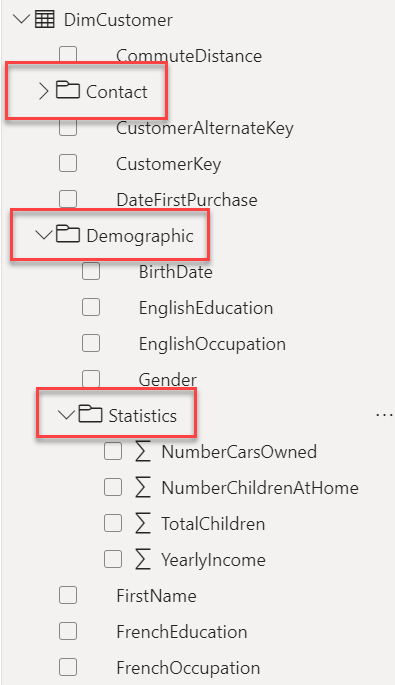 DimCustomer
CommuteDistance
Contact
CustomerAlternateKey
CustomerKey
DateFirstPurchase
Demographic
BirthDate
EnglishEducation
EnglishOccupation
Gender
Statistics
NumberCarsOwned
NumberChildrenAtHome
TotalChildren
YearlyIncome
FirstName
FrenchEducation
FrenchOccupation